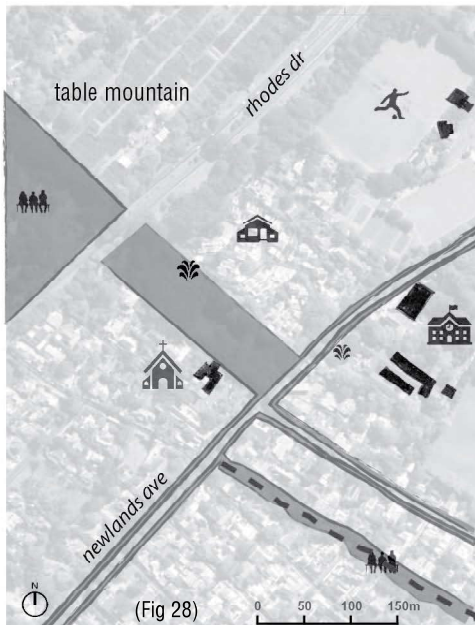 table mountain
rhodes dr
newlands ave
N
(Fig 28)
0 50 100 150m